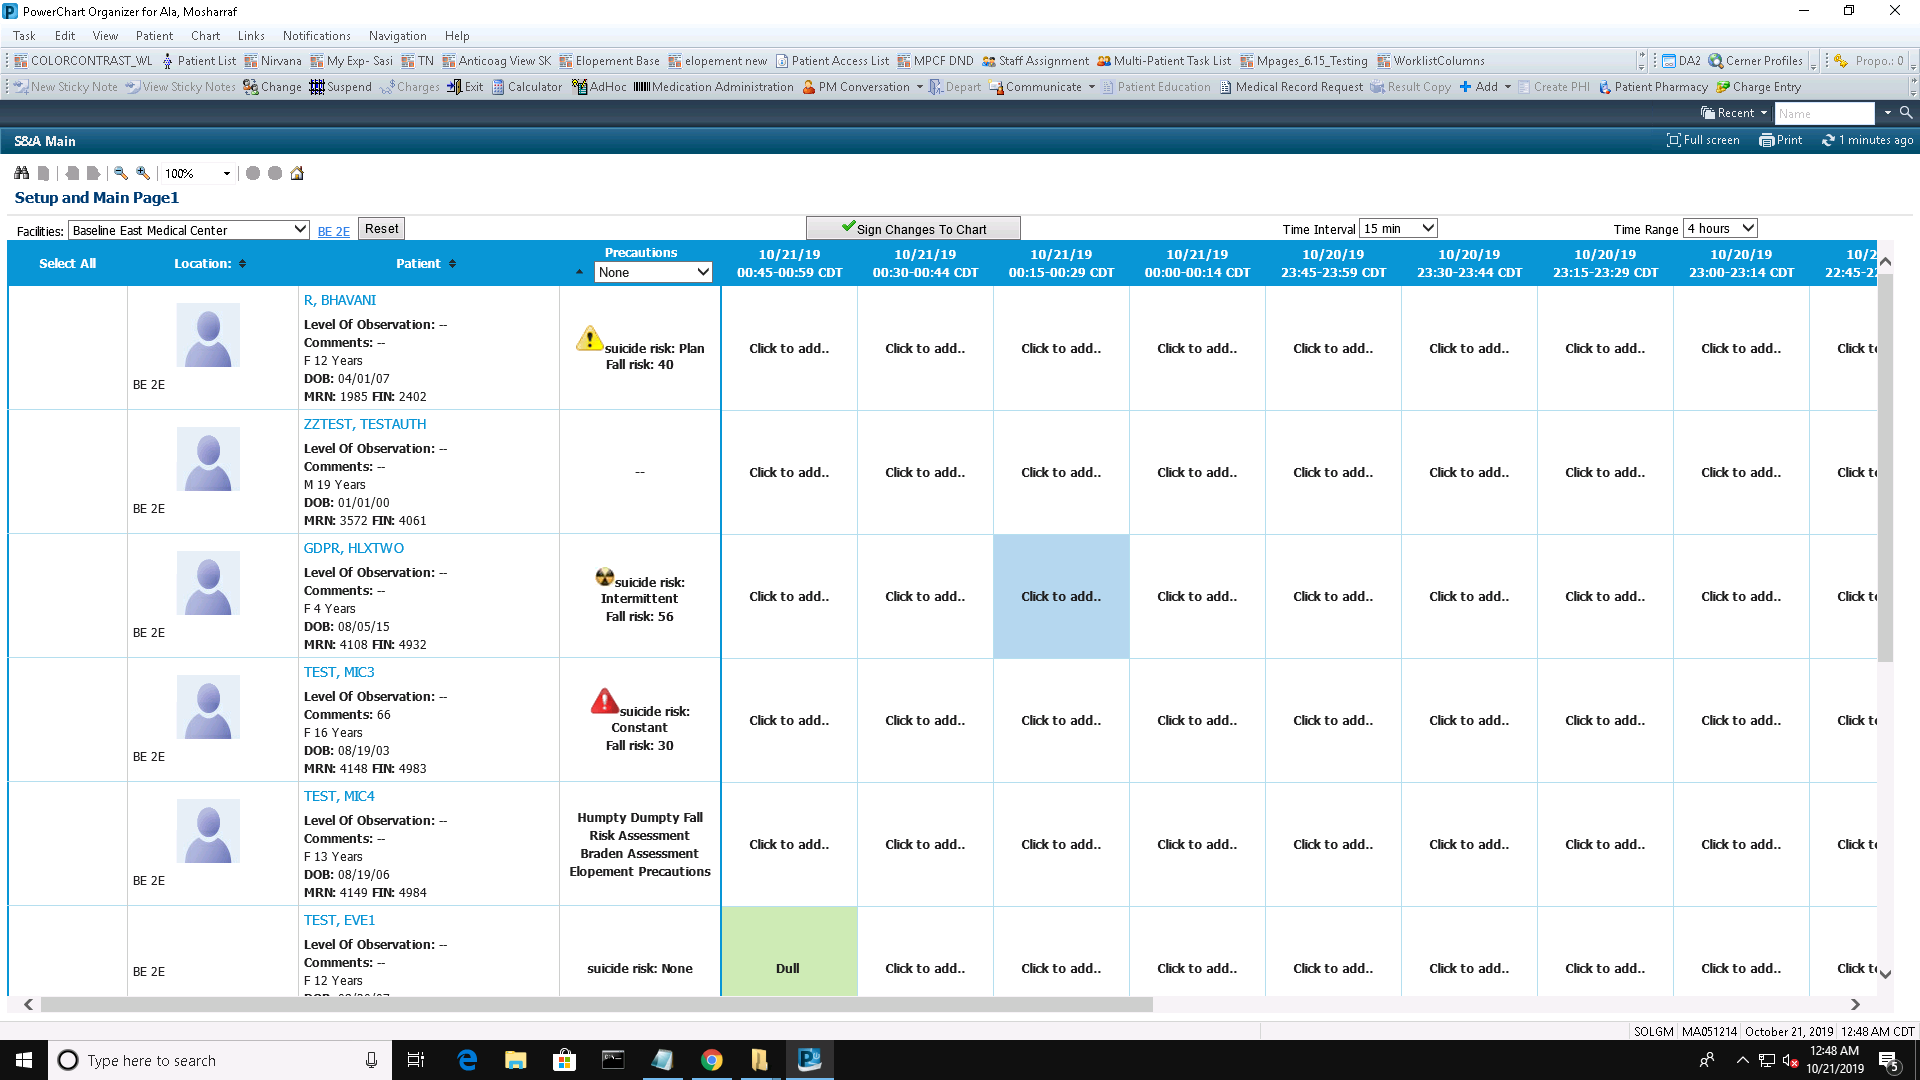 PowerChart Organizer for Ala, Mosharraf
Task Edit View Patient Chart Links Notifications Navigation Help
COLORCONTRAST_WL Patient List Nirvana My Exp- Sasi TN Anticoag View SK Elopement Base elopement new Patient Access List MPCF DND Staff Assignment Multi-Patient Task List Mpages_6.15_Testing WorklistColumns DA2 Cerner Profiles Propo.: 0
New Sticky Note View Sticky Notes Change Suspend Charges Exit Calculator AdHoc Medication Administration PM Conversation Depart Communicate Patient Education Medical Record Request Result Copy Add Create PHI Patient Pharmacy Charge Entry
Recent Name
S&A Main Full screen Print 1 minutes ago
100%
Setup and Main Page1
Facilities: Baseline East Medical Center BE 2E Reset Sign Changes To Chart Time Interval 15 min Time Range 4 hours
Select All Location: Patient Precautions None
10/21/19 10/21/19 10/21/19 10/21/19 10/20/19 10/20/19 10/20/19 10/20/19 10/2
00:45-00:59 CDT 00:30-00:44 CDT 00:15-00:29 CDT 00:00-00:14 CDT 23:45-23:59 CDT 23:30-23:44 CDT 23:15-23:29 CDT 23:00-23:14 CDT 22:45-2
R, BHAVANI
Level Of Observation: --
Comments: --
F 12 Years
DOB: 04/01/07
MRN: 1985 FIN: 2402
BE 2E
suicide risk: Plan
Fall risk: 40
Click to add.. Click to add.. Click to add.. Click to add.. Click to add.. Click to add.. Click to add.. Click to add.. Click t
ZZTEST, TESTAUTH
Level Of Observation: --
Comments: --
M 19 Years
DOB: 01/01/00
MRN: 3572 FIN: 4061
BE 2E
--
Click to add.. Click to add.. Click to add.. Click to add.. Click to add.. Click to add.. Click to add.. Click to add.. Click t
GDPR, HLXTWO
Level Of Observation: --
Comments: --
F 4 Years
DOB: 08/05/15
MRN: 4108 FIN: 4932
BE 2E
suicide risk:
Intermittent
Fall risk: 56
Click to add.. Click to add.. Click to add.. Click to add.. Click to add.. Click to add.. Click to add.. Click to add.. Click t
TEST, MIC3
Level Of Observation: --
Comments: 66
F 16 Years
DOB: 08/19/03
MRN: 4148 FIN: 4983
BE 2E
suicide risk:
Constant
Fall risk: 30
Click to add.. Click to add.. Click to add.. Click to add.. Click to add.. Click to add.. Click to add.. Click to add.. Click t
TEST, MIC4
Level Of Observation: --
Comments: --
F 13 Years
DOB: 08/19/06
MRN: 4149 FIN: 4984
BE 2E
Humpty Dumpty Fall
Risk Assessment
Braden Assessment
Elopement Precautions
Click to add.. Click to add.. Click to add.. Click to add.. Click to add.. Click to add.. Click to add.. Click to add.. Click t
TEST, EVE1
Level Of Observation: --
Comments: --
F 12 Years
BE 2E
suicide risk: None
Dull Click to add.. Click to add.. Click to add.. Click to add.. Click to add.. Click to add.. Click to add.. Click t
SOLGM MA051214 October 21, 2019 12:48 AM CDT
Type here to search
12:48 AM
10/21/2019
5